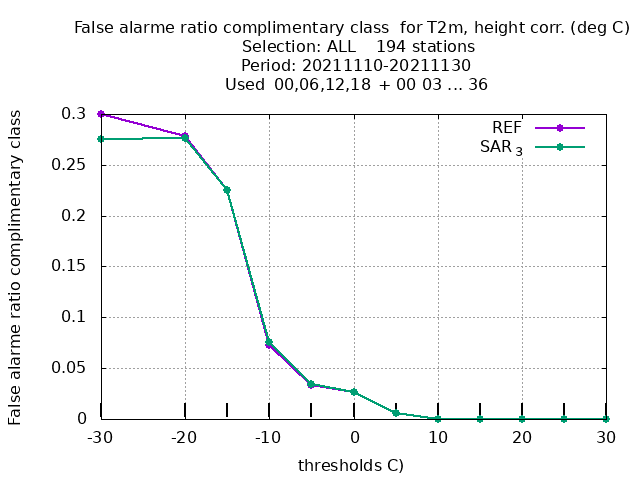 False alarme ratio complimentary class  for T2m, height corr. (deg C)
Selection: ALL    194 stations
Period: 20211110-20211130
Used  00,06,12,18  + 00 03 ... 36
False alarme ratio complimentary class
REF
SAR 3
0.3
0.25
0.2
0.15
0.1
0.05
0
-30 -20 -10 0 10 20 30
thresholds C)